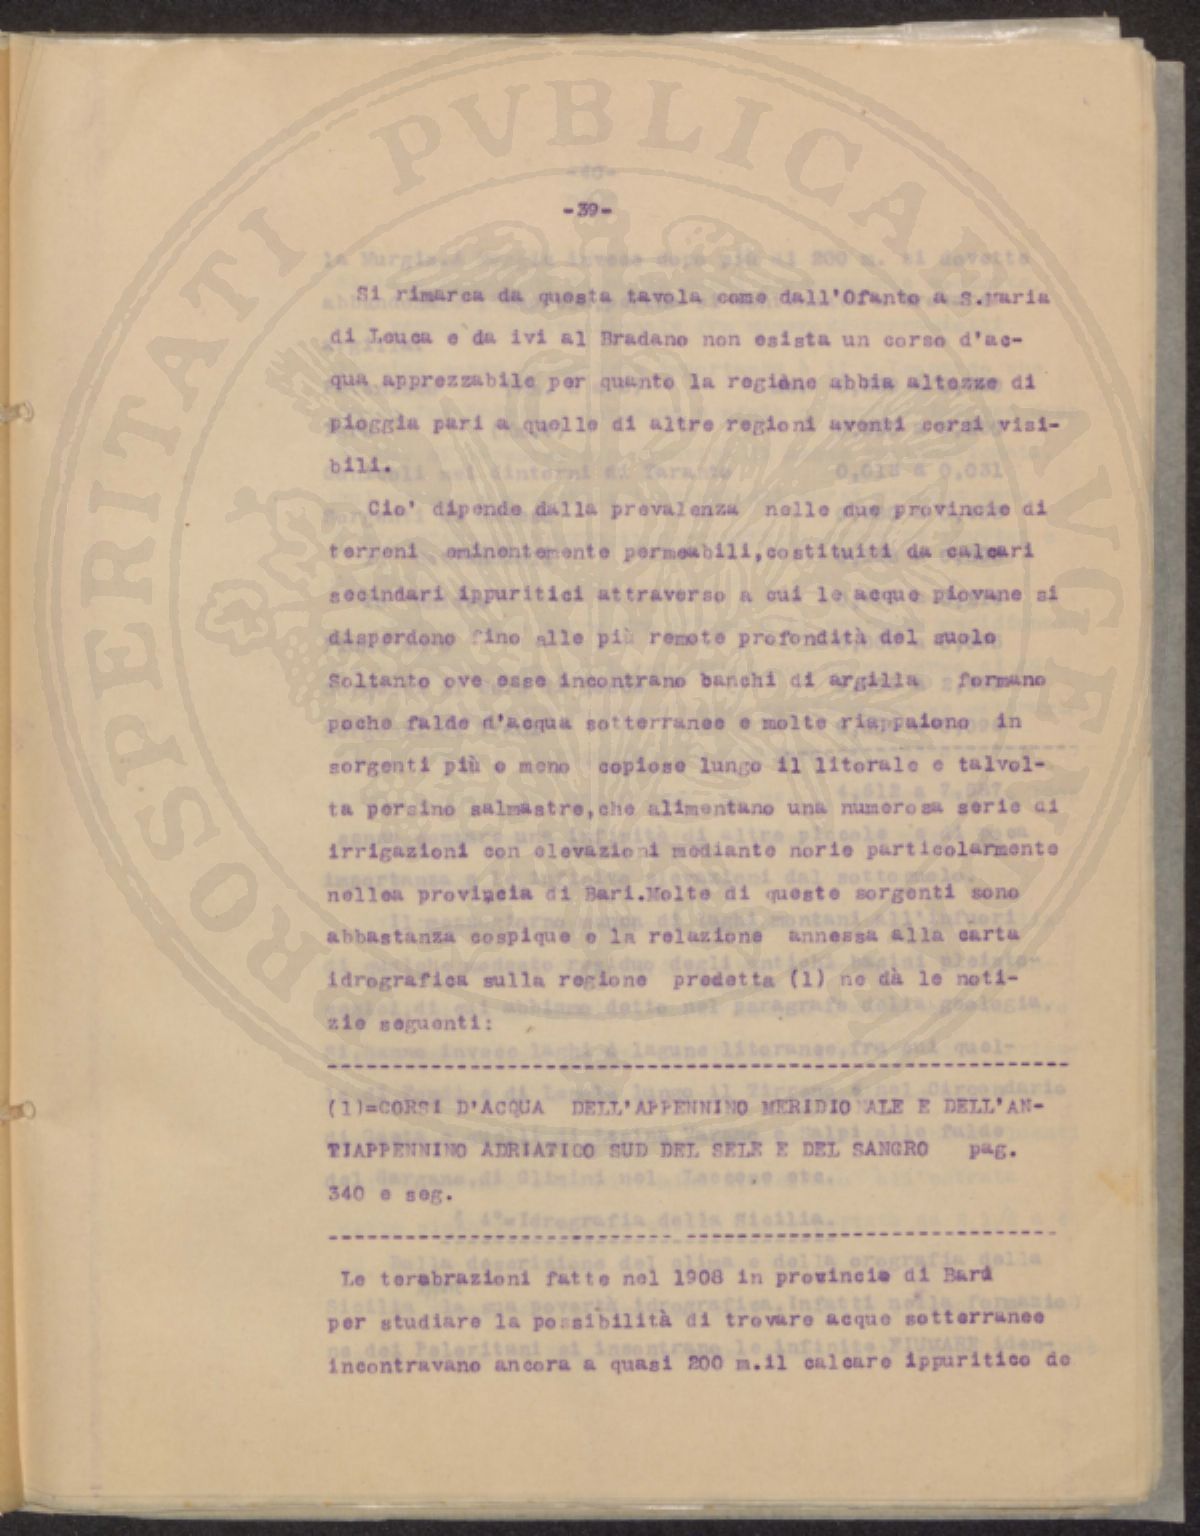 -39-
Si rimarca da questa tavola come dall'Ofanto a S.Maria
di Leuca e da ivi al Bradano non esista un corso d'ac-
qua apprezzabile per quanto la regione abbia altezze di
pioggia pari a quelle di altre regioni aventi corsi visi-
bili.
Cio' dipende dalla prevalenza nelle due provincie di
terreni eminentemente permeabili,costituiti da calcari
secindari ippuritici attraverso a cui le acque piovane si
disperdono fino alle più remote profondità del suolo
Soltanto ove esse incontrano banchi di argilla formano
poche falde d'acqua sotterranee e molte riappaiono in
sorgenti più o meno copiose lungo il litorale e talvol-
ta persino salmastre,che alimentano una numerosa serie di
irrigazioni con elevazioni mediante norie particolarmente
nellea provincia di Bari.Molte di queste sorgenti sono
abbastanza cospique e la relazione annessa alla carta
idrografica sulla regione predetta (1) ne dà le noti-
zie seguenti:
(1)=CORSI D'ACQUA DELL'APPENNINO MERIDIONALE E DELL'AN-
TIAPPENNINO ADRIATICO SUD DEL SELE E DEL SANGRO pag.
340 e seg.
Le terebrazioni fatte nel 1908 in provincie di Bari
per studiare la possibilità di trovare acque sotterranee
incontravano ancora a quasi 200 m.il calcare ippuritico de
PROSPERITATI PVBLICAE AVGENDAE